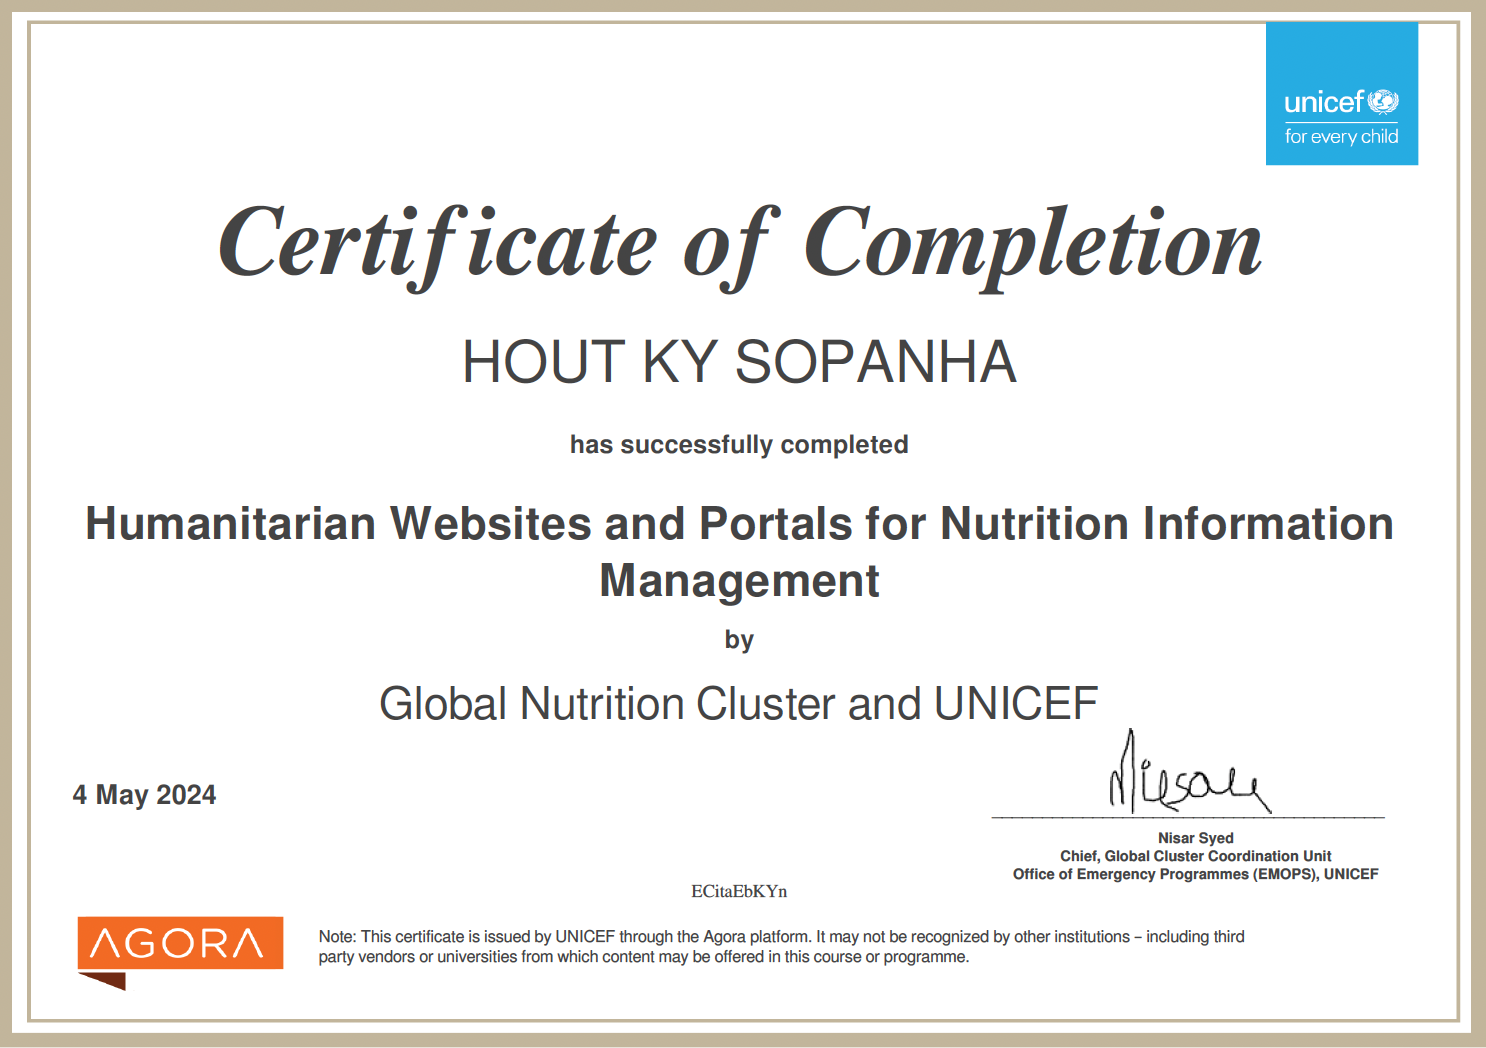 unicef
for every child
Certificate of Completion
HOUT KY SOPANHA
has successfully completed
Humanitarian Websites and Portals for Nutrition Information
Management
by
Global Nutrition Cluster and UNICEF
4 May 2024
Nisar Syed
Chief, Global Cluster Coordination Unit
Office of Emergency Programmes (EMOPS), UNICEF
ECitaEbKYn
AGORA
Note: This certificate is issued by UNICEF through the Agora platform. It may not be recognized by other institutions – including third
party vendors or universities from which content may be offered in this course or programme.